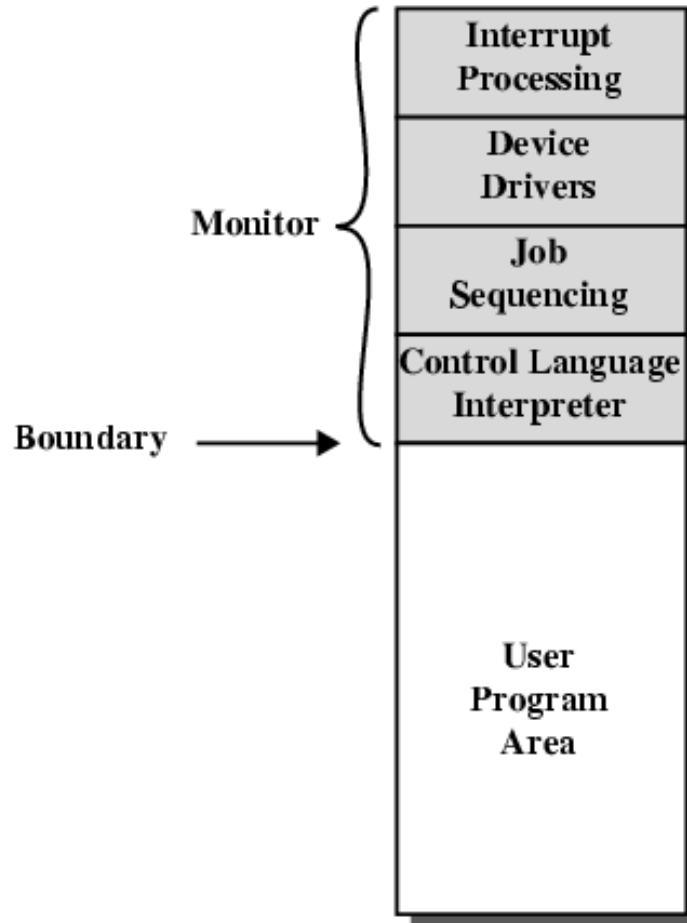 Interrupt
Processing
Device
Drivers
Monitor
Job
Sequencing
Control Language
Interpreter
Boundary
User
Program
Area